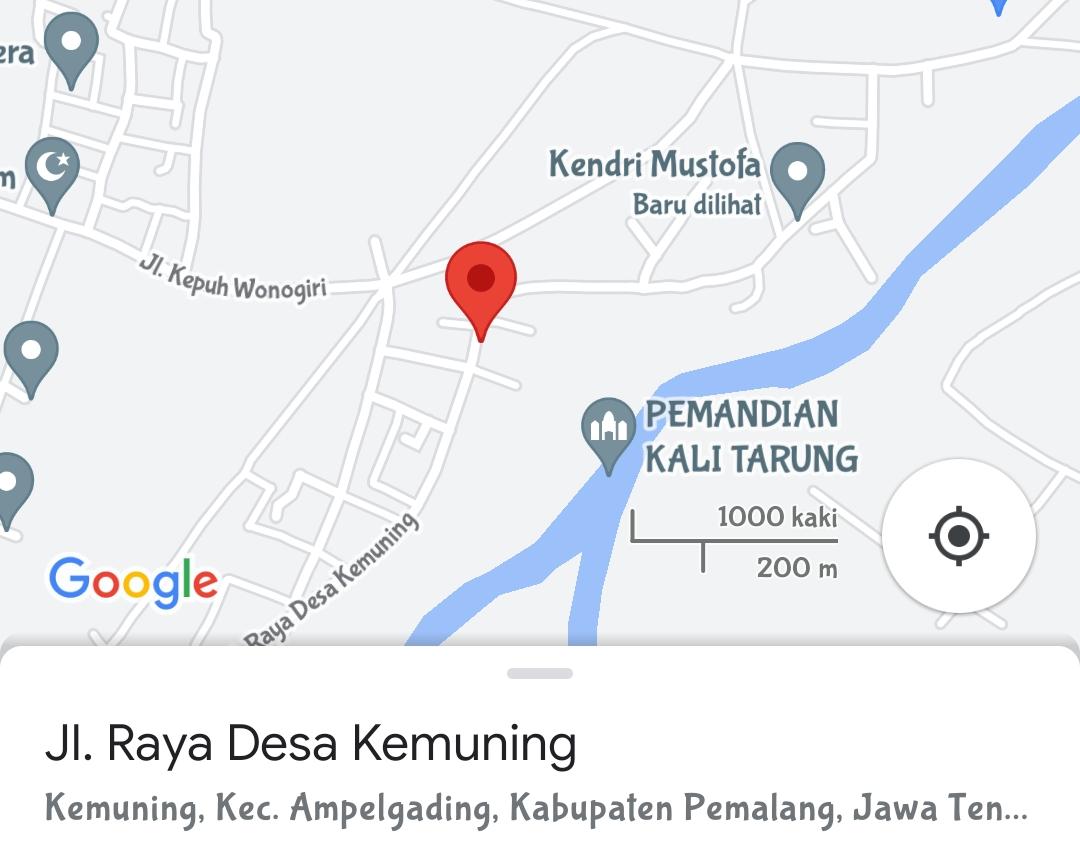 era
Kendri Mustofa
Baru dilihat
m
Jl. Kepuh Wonogiri
PEMANDIAN
KALI TARUNG
1000 kaki
200 m
Google
Raya Desa Kemuning
Jl. Raya Desa Kemuning
Kemuning, Kec. Ampelgading, Kabupaten Pemalang, Jawa Ten...